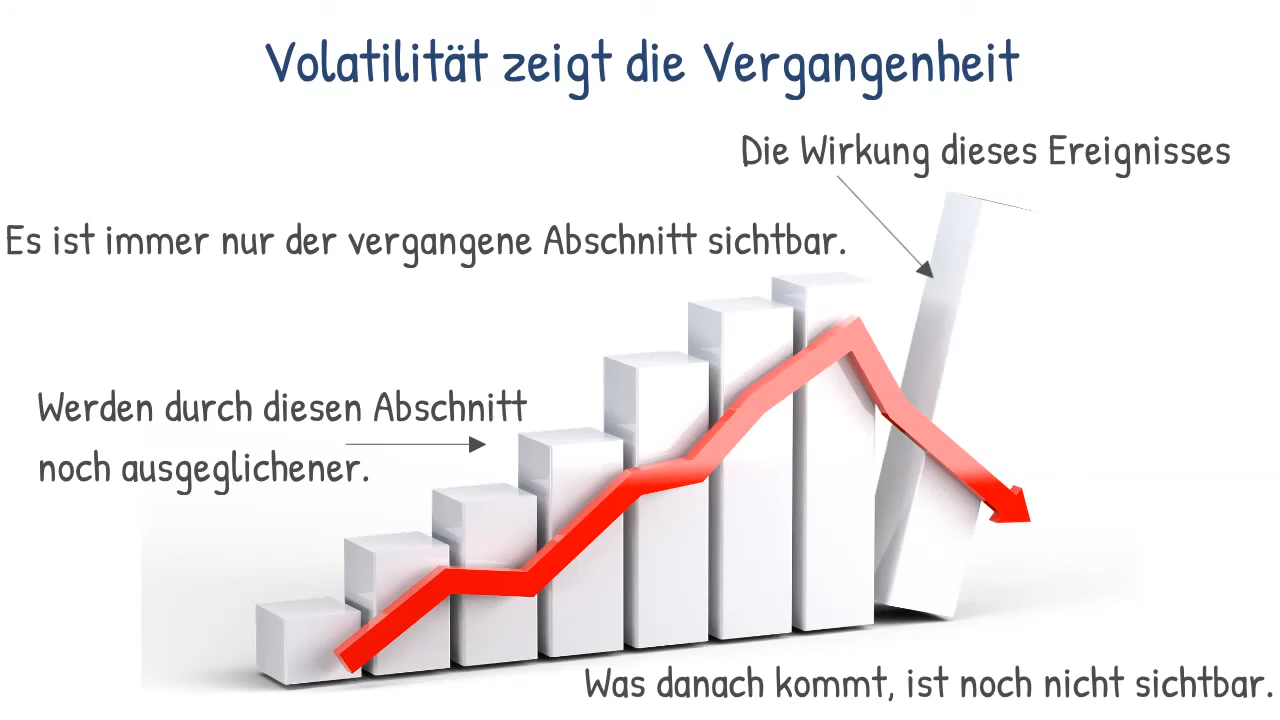 Volatilität zeigt die Vergangenheit
Die Wirkung dieses Ereignisses
Es ist immer nur der vergangene Abschnitt sichtbar.
Werden durch diesen Abschnitt
noch ausgeglichener.
Was danach kommt, ist noch nicht sichtbar.